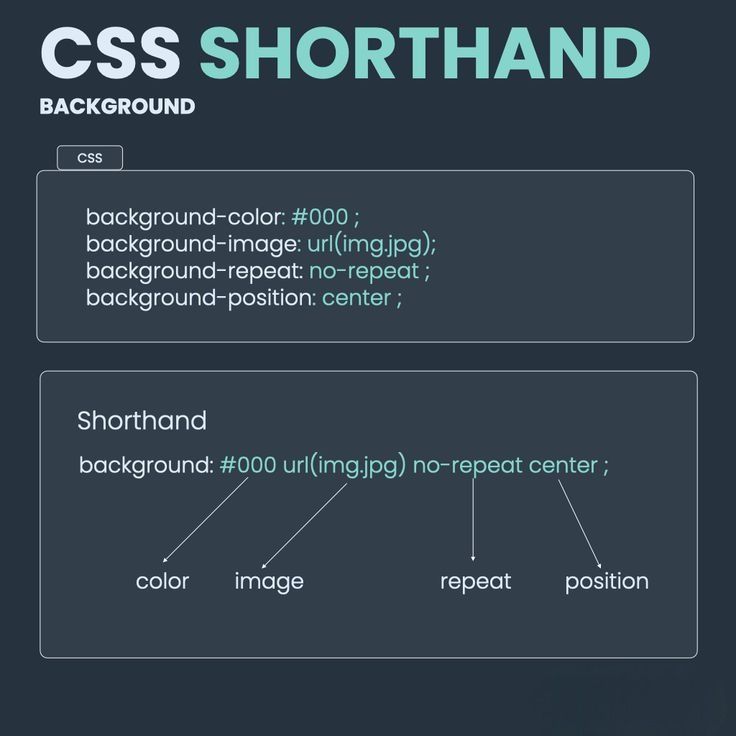 CSS SHORTHAND
BACKGROUND
CSS
background-color: #000 ;
background-image: url(img.jpg);
background-repeat: no-repeat ;
background-position: center ;
Shorthand
background: #000 url(img.jpg) no-repeat center ;
color image repeat position